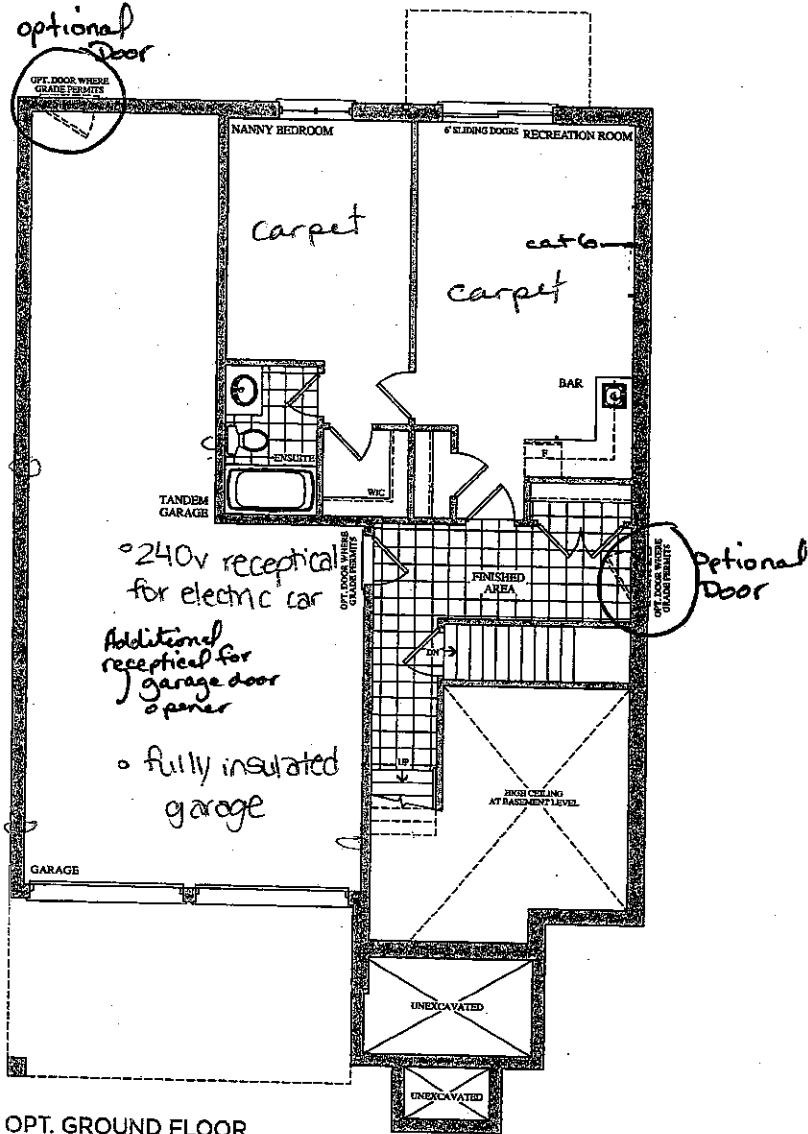 optional
Door
OPT. DOOR WHERE
GRADE PERMITS
NANNY BEDROOM
6' SLIDING DOORS
RECREATION ROOM
carpet
cat 6
carpet
BAR
F
ENSUITE
WIC
TANDEM
GARAGE
OPT. DOOR WHERE
GRADE PERMITS
° 240v receptical
for electric car
FINISHED
AREA
OPT. DOOR WHERE
GRADE PERMITS
optional
Door
DN
Additional
receptical for
garage door
opener
° fully insulated
garage
UP
HIGH CEILING
AT BASEMENT LEVEL
GARAGE
UNEXCAVATED
UNEXCAVATED
OPT. GROUND FLOOR